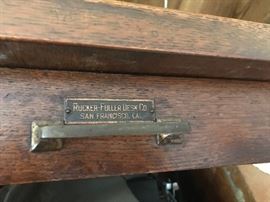 RUCKER-FULLER DESK CO.
SAN FRANCISCO, CAL.